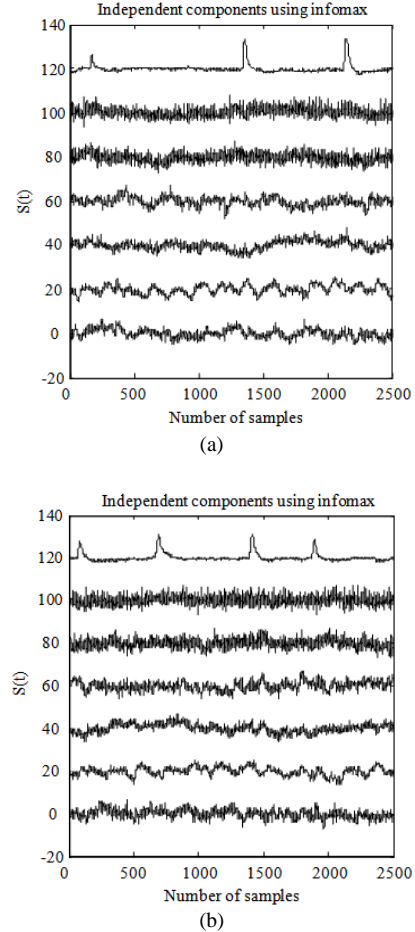 Independent components using infomax
140
120
100
80
60
40
20
0
-20
S(t)
0 500 1000 1500 2000 2500
Number of samples
(a)
Independent components using infomax
140
120
100
80
60
40
20
0
-20
S(t)
0 500 1000 1500 2000 2500
Number of samples
(b)